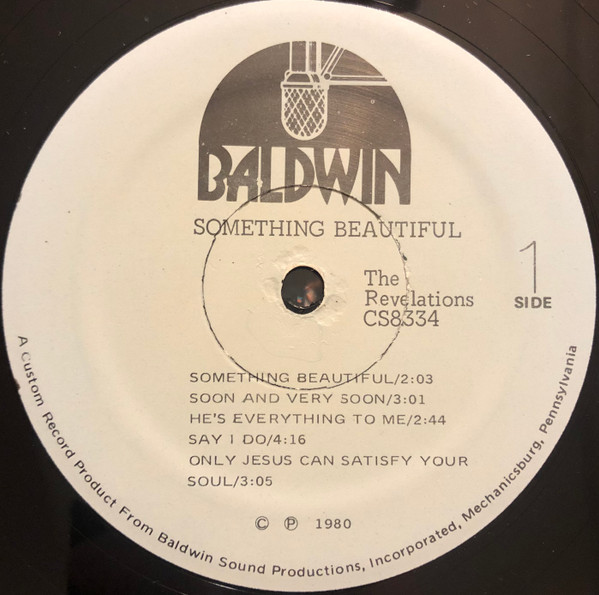 BALDWIN
SOMETHING BEAUTIFUL
The
Revelations
CS8334
1
SIDE
SOMETHING BEAUTIFUL/2:03
SOON AND VERY SOON/3:01
HE'S EVERYTHING TO ME/2:44
SAY I DO/4:16
ONLY JESUS CAN SATISFY YOUR
SOUL/3:05
© ℗ 1980
A Custom Record Product From Baldwin Sound Productions, Incorporated, Mechanicsburg, Pennsylvania